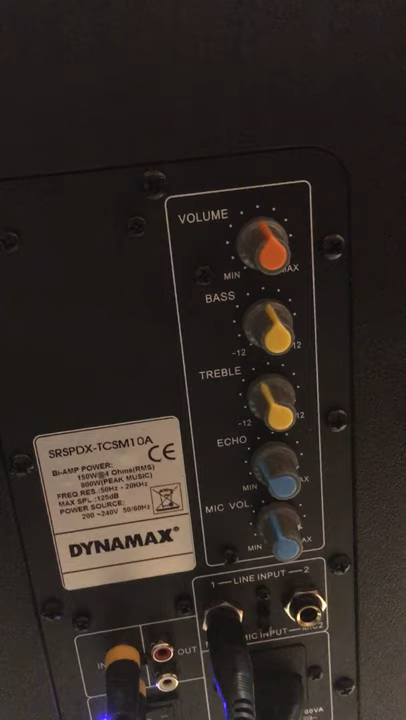 VOLUME
MIN MAX
BASS
-12 12
TREBLE
-12 12
ECHO
MIN MAX
MIC VOL.
MIN MAX
SRSPDX-TCSM10A
CE
Bi-AMP POWER:
150W@4 Ohms(RMS)
800W(PEAK MUSIC)
FREQ.RES.:50Hz - 20KHz
MAX SPL :125dB
POWER SOURCE:
200 ~240V 50/60Hz
DYNAMAX
1 LINE INPUT 2
MIC INPUT
IN OUT